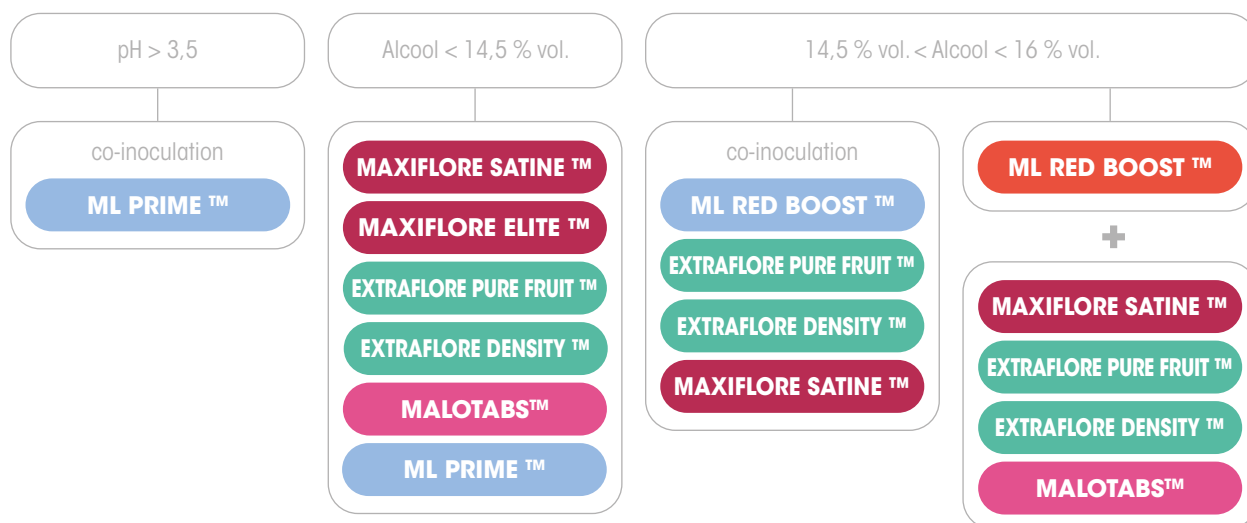 pH > 3,5
Alcool < 14,5 % vol.
14,5 % vol. < Alcool < 16 % vol.
co-inoculation
ML PRIME ™
MAXIFLORE SATINE ™
MAXIFLORE ELITE ™
EXTRAFLORE PURE FRUIT ™
EXTRAFLORE DENSITY ™
MALOTABS™
ML PRIME ™
co-inoculation
ML RED BOOST ™
EXTRAFLORE PURE FRUIT ™
EXTRAFLORE DENSITY ™
MAXIFLORE SATINE ™
ML RED BOOST ™
+
MAXIFLORE SATINE ™
EXTRAFLORE PURE FRUIT ™
EXTRAFLORE DENSITY ™
MALOTABS™